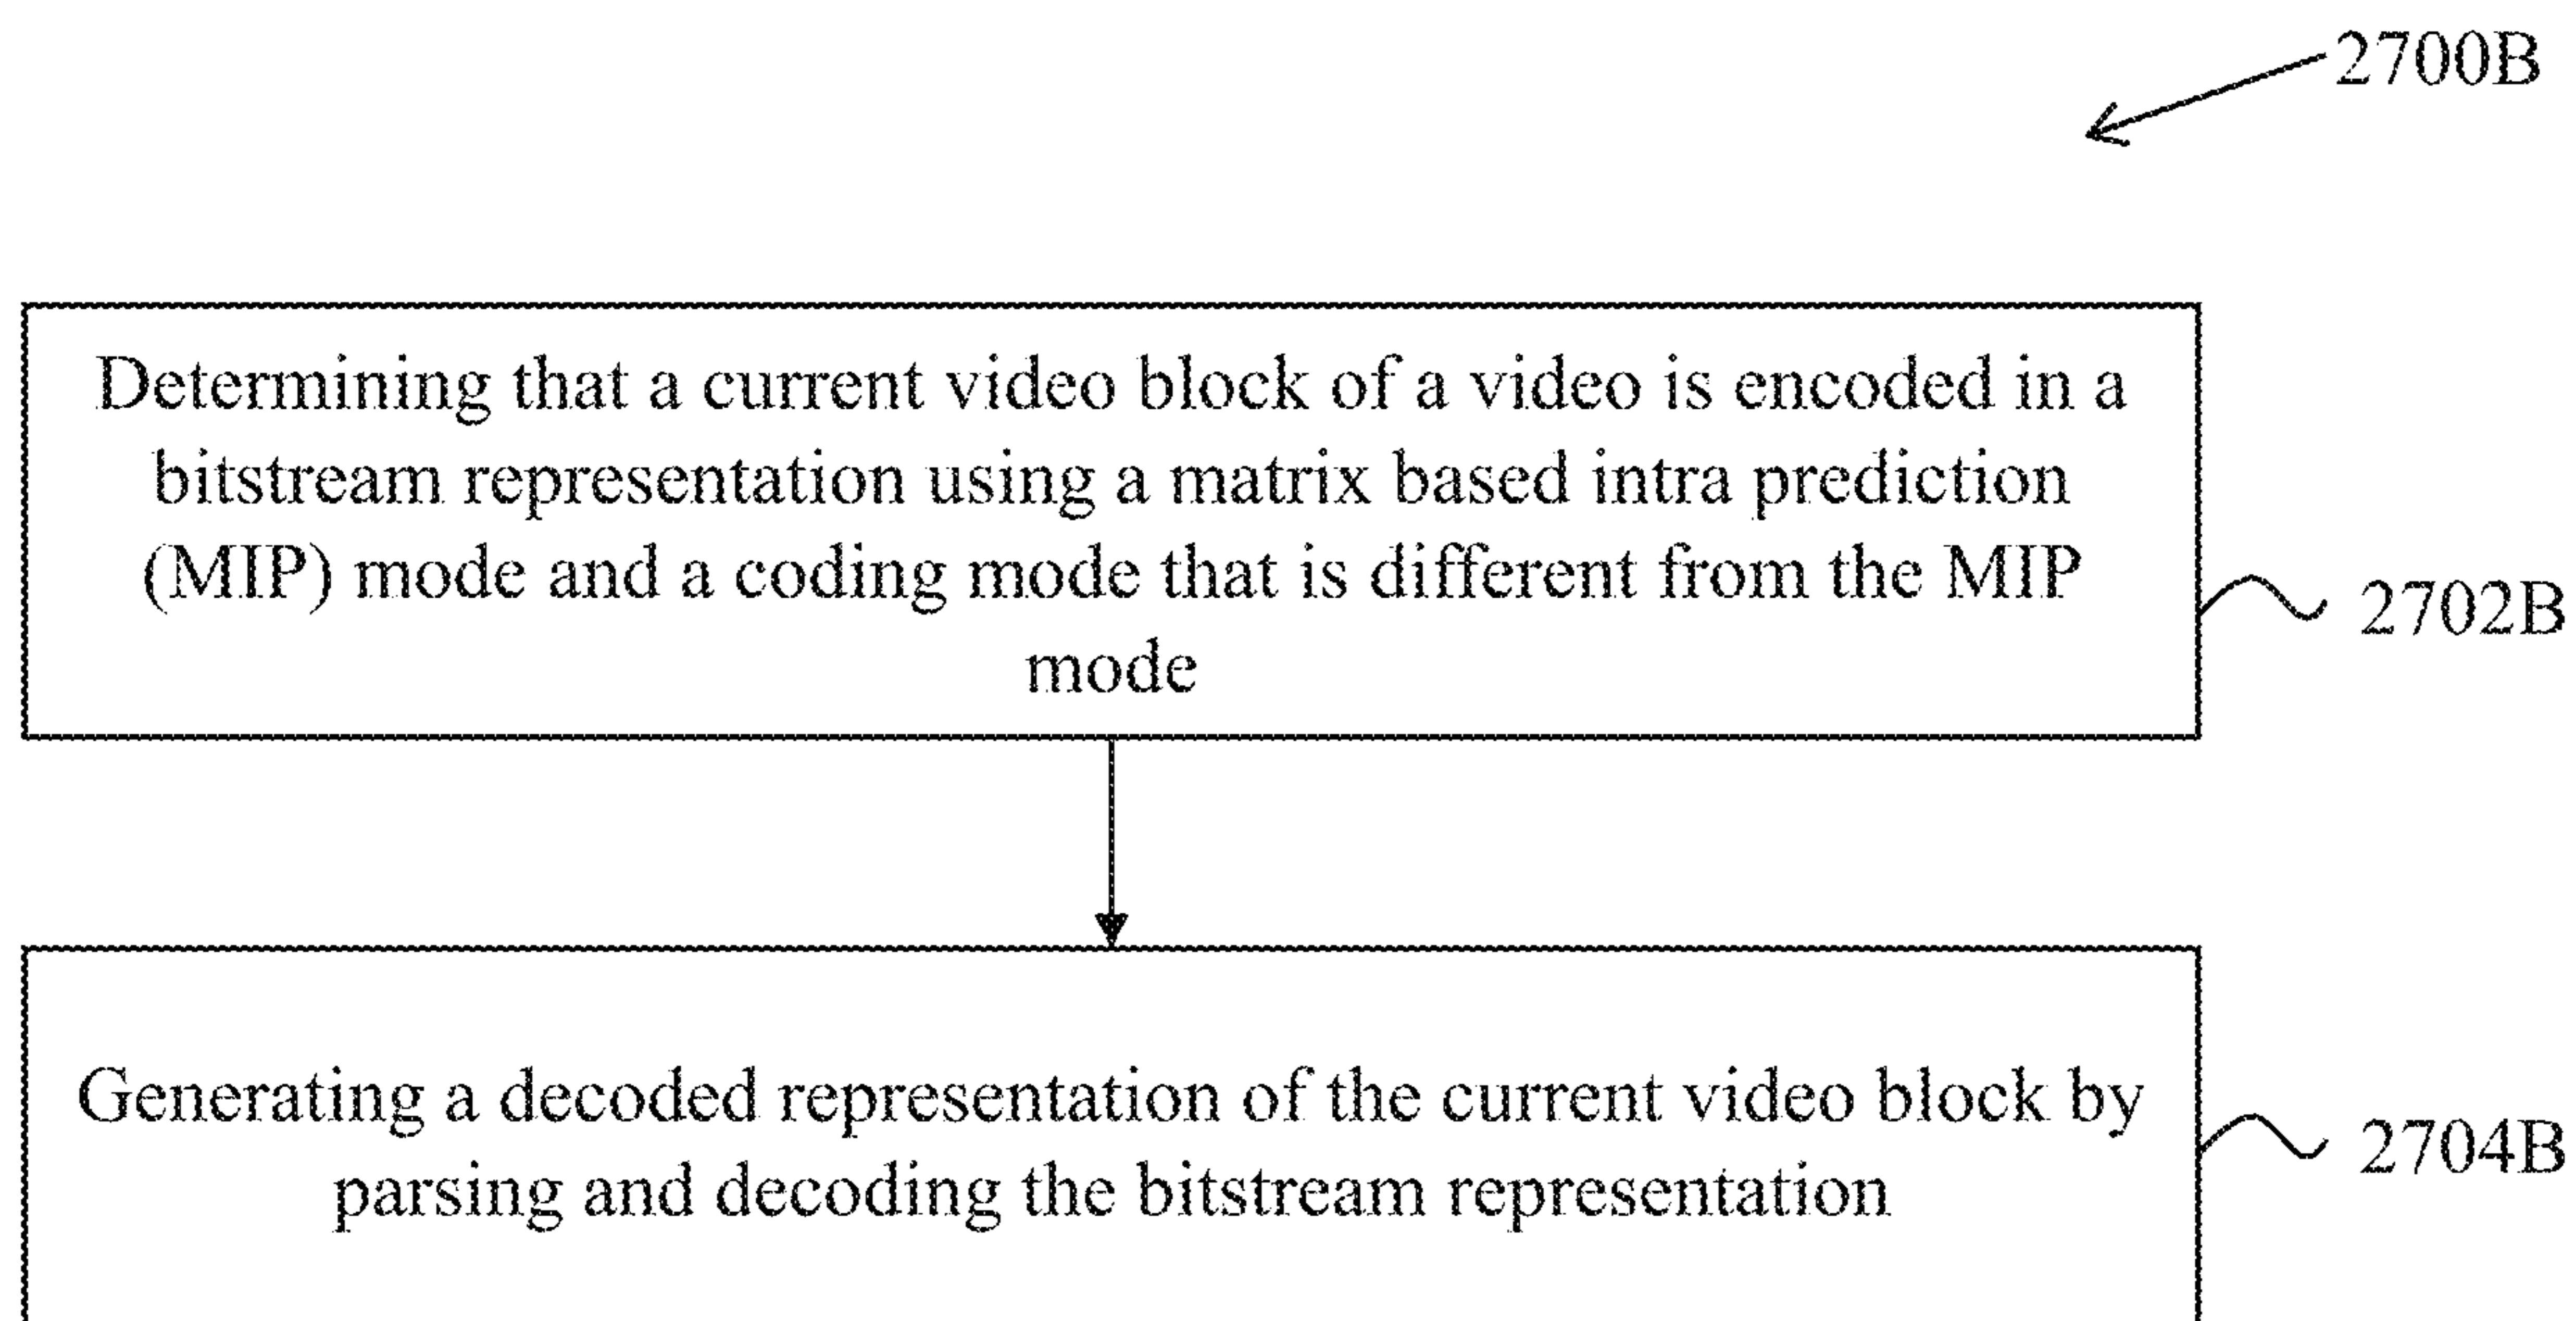 2700B
Determining that a current video block of a video is encoded in a
bitstream representation using a matrix based intra prediction
(MIP) mode and a coding mode that is different from the MIP
mode
2702B
Generating a decoded representation of the current video block by
parsing and decoding the bitstream representation
2704B